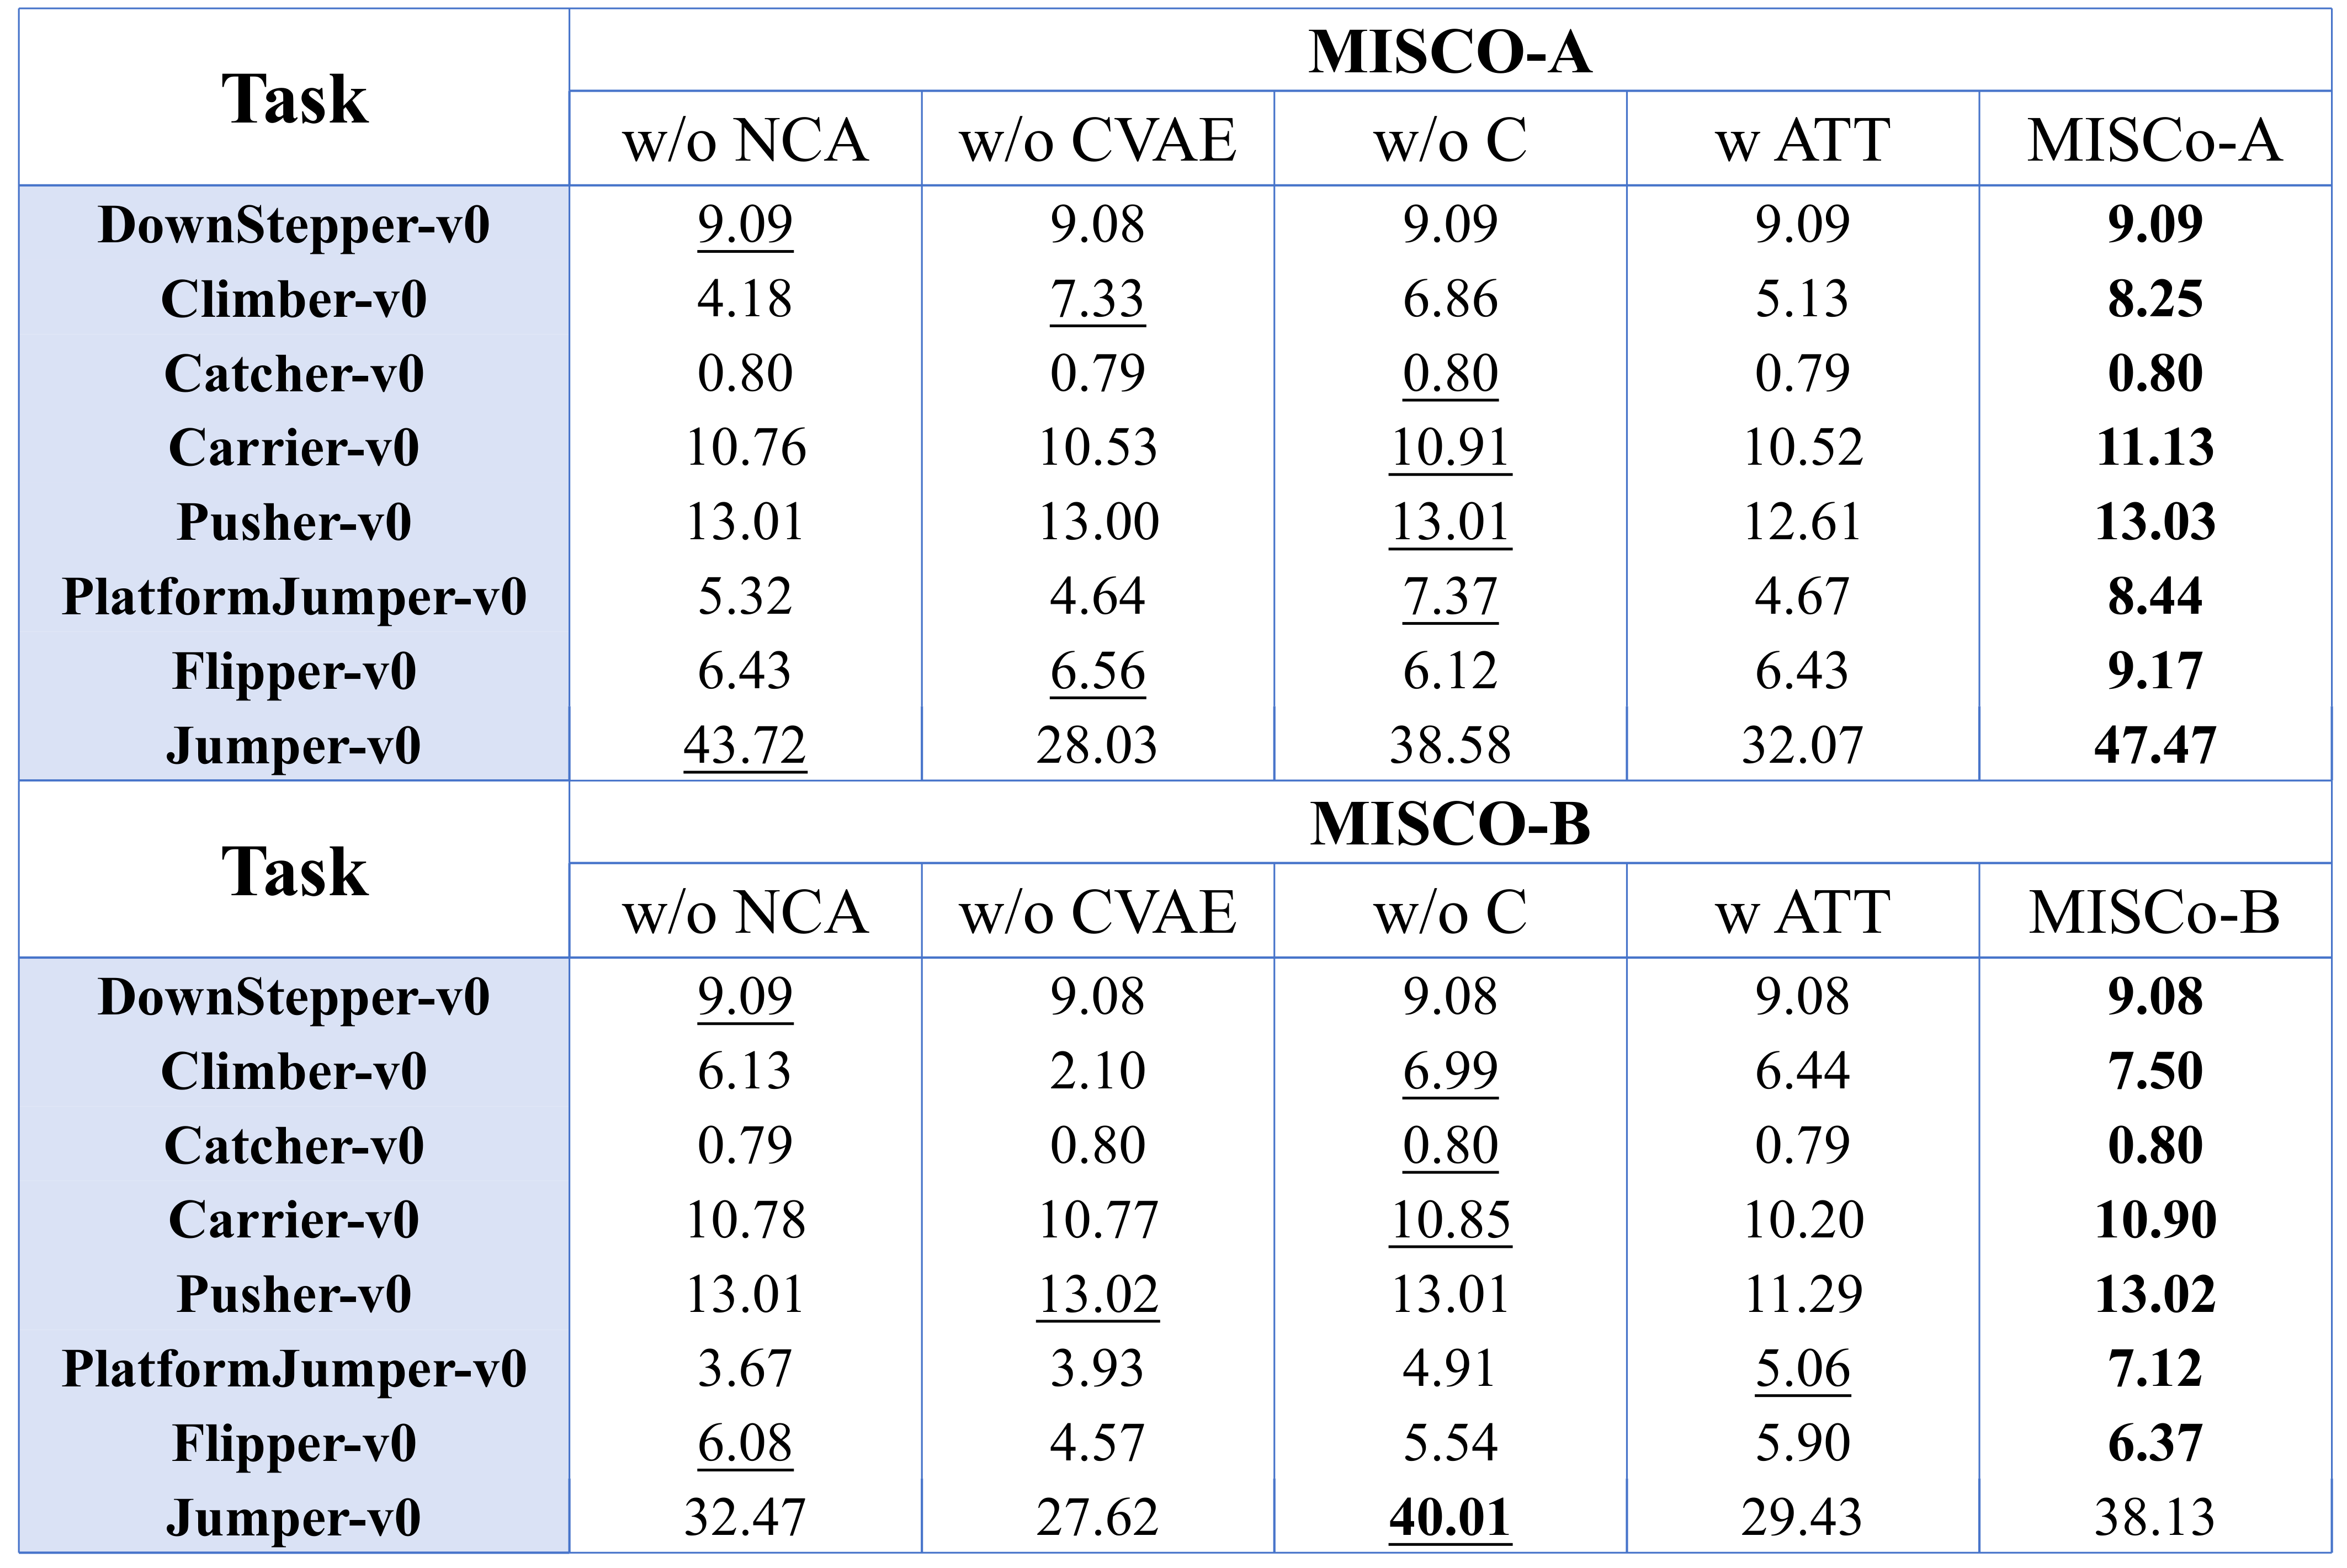 Task MISCO-A
w/o NCA w/o CVAE w/o C w ATT MISCo-A
DownStepper-v0 9.09 9.08 9.09 9.09 9.09
Climber-v0 4.18 7.33 6.86 5.13 8.25
Catcher-v0 0.80 0.79 0.80 0.79 0.80
Carrier-v0 10.76 10.53 10.91 10.52 11.13
Pusher-v0 13.01 13.00 13.01 12.61 13.03
PlatformJumper-v0 5.32 4.64 7.37 4.67 8.44
Flipper-v0 6.43 6.56 6.12 6.43 9.17
Jumper-v0 43.72 28.03 38.58 32.07 47.47
Task MISCO-B
w/o NCA w/o CVAE w/o C w ATT MISCo-B
DownStepper-v0 9.09 9.08 9.08 9.08 9.08
Climber-v0 6.13 2.10 6.99 6.44 7.50
Catcher-v0 0.79 0.80 0.80 0.79 0.80
Carrier-v0 10.78 10.77 10.85 10.20 10.90
Pusher-v0 13.01 13.02 13.01 11.29 13.02
PlatformJumper-v0 3.67 3.93 4.91 5.06 7.12
Flipper-v0 6.08 4.57 5.54 5.90 6.37
Jumper-v0 32.47 27.62 40.01 29.43 38.13